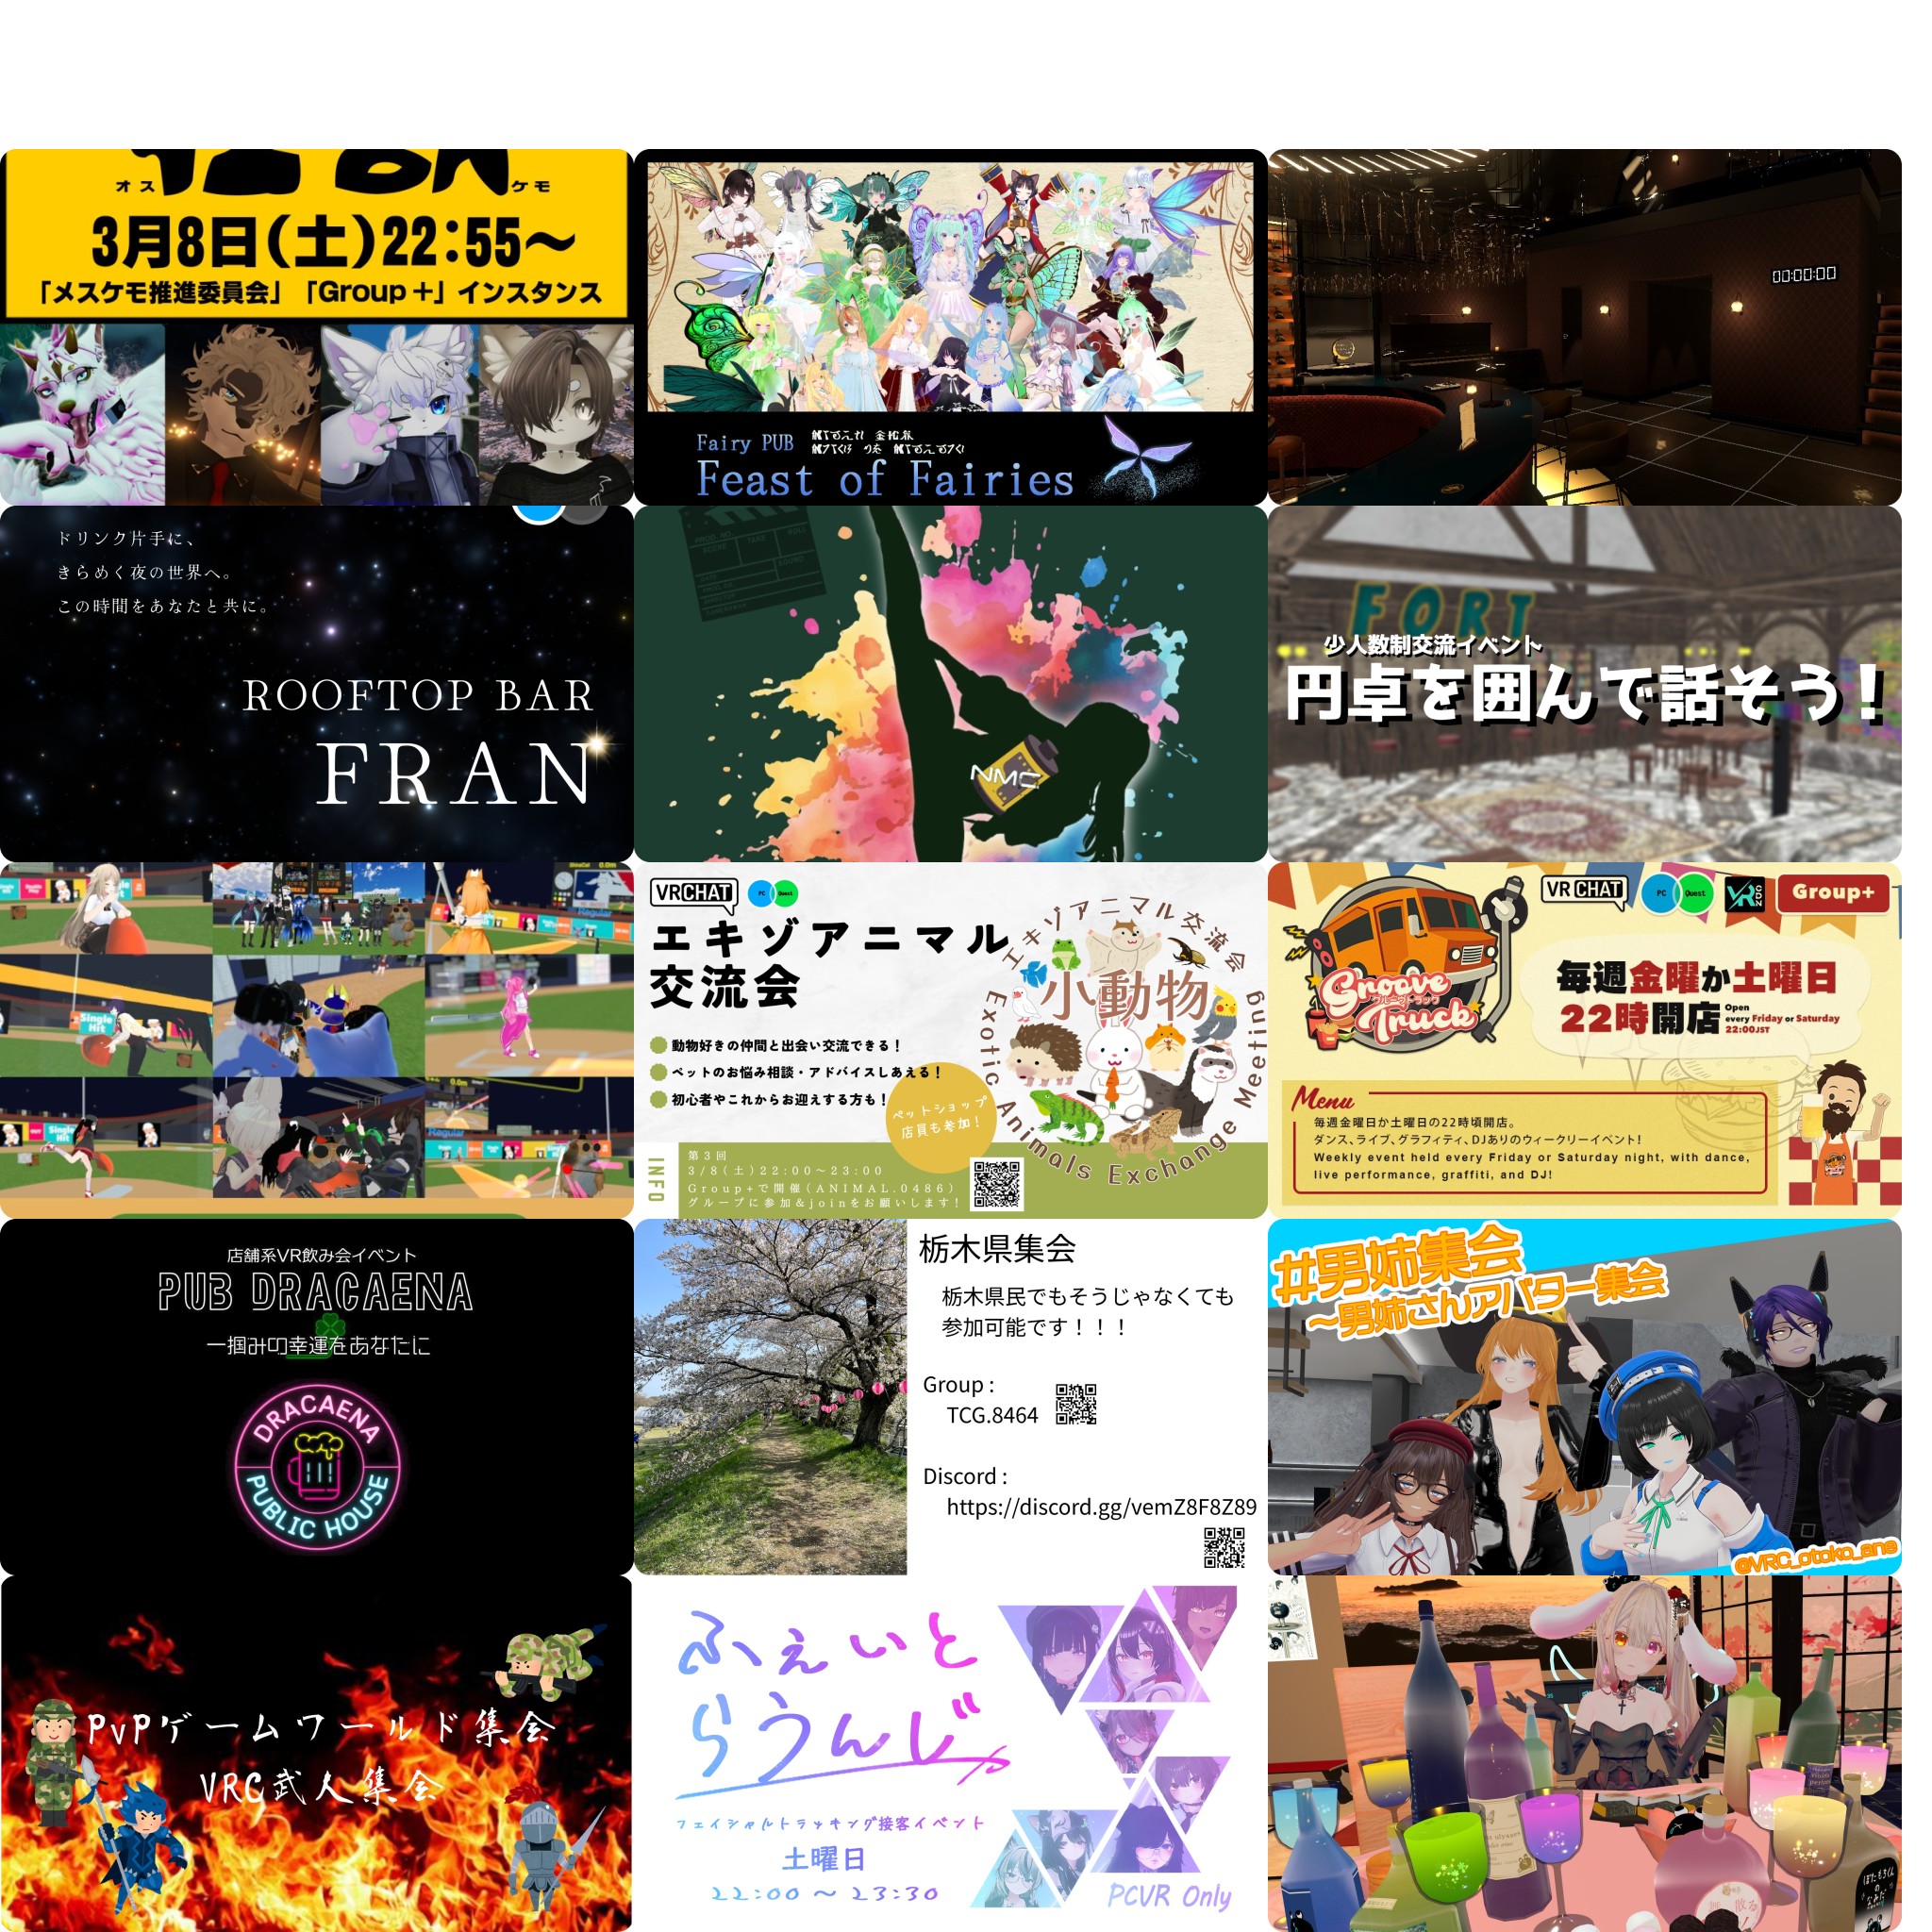 オス
ケモ
3月8日(土)22:55〜
「メスケモ推進委員会」「Group+」インスタンス
Fairy PUB
Feast of Fairies
00:00:00
ドリンク片手に、
きらめく夜の世界へ。
この時間をあなたと共に。
ROOFTOP BAR
FRAN
PROD. NO.
SCENE
TAKE
ROLL
SOUND
NMC
FORT
少人数制交流イベント
円卓を囲んで話そう!
Single Hit
Regular
Single Hit
Single Hit
Regular
VRCHAT
PC
Quest
エキゾアニマル
交流会
動物好きの仲間と出会い交流できる!
ペットのお悩み相談・アドバイスしあえる!
初心者やこれからお迎えする方も!
ペットショップ
店員も参加!
エキゾアニマル交流会
小動物
Exotic Animals Exchange Meeting
INFO
第3回
3/8(土)22:00〜23:00
Group+で開催(ANIMAL.0486)
グループに参加&joinをお願いします!
VRCHAT
PC
Quest
Group+
Groove
グルーヴトラック
Truck
毎週金曜か土曜日
22時開店
Open
every Friday or Saturday
22:00JST
Menu
毎週金曜日か土曜日の22時頃開店。
ダンス、ライブ、グラフィティ、DJありのウィークリーイベント!
Weekly event held every Friday or Saturday night, with dance,
live performance, graffiti, and DJ!
店舗系VR飲み会イベント
PUB DRACAENA
一掴みの幸運をあなたに
DRACAENA
PUBLIC HOUSE
栃木県集会
栃木県民でもそうじゃなくても
参加可能です!!!
Group :
TCG.8464
Discord :
https://discord.gg/vemZ8F8Z89
#男姉集会
〜男姉さんアバター集会
@VRC_otoko_ane
PvPゲームワールド集会
VRC武人集会
ふぇいと
らうんじ
フェイシャルトラッキング接客イベント
土曜日
22:00 〜 23:30
PCVR Only